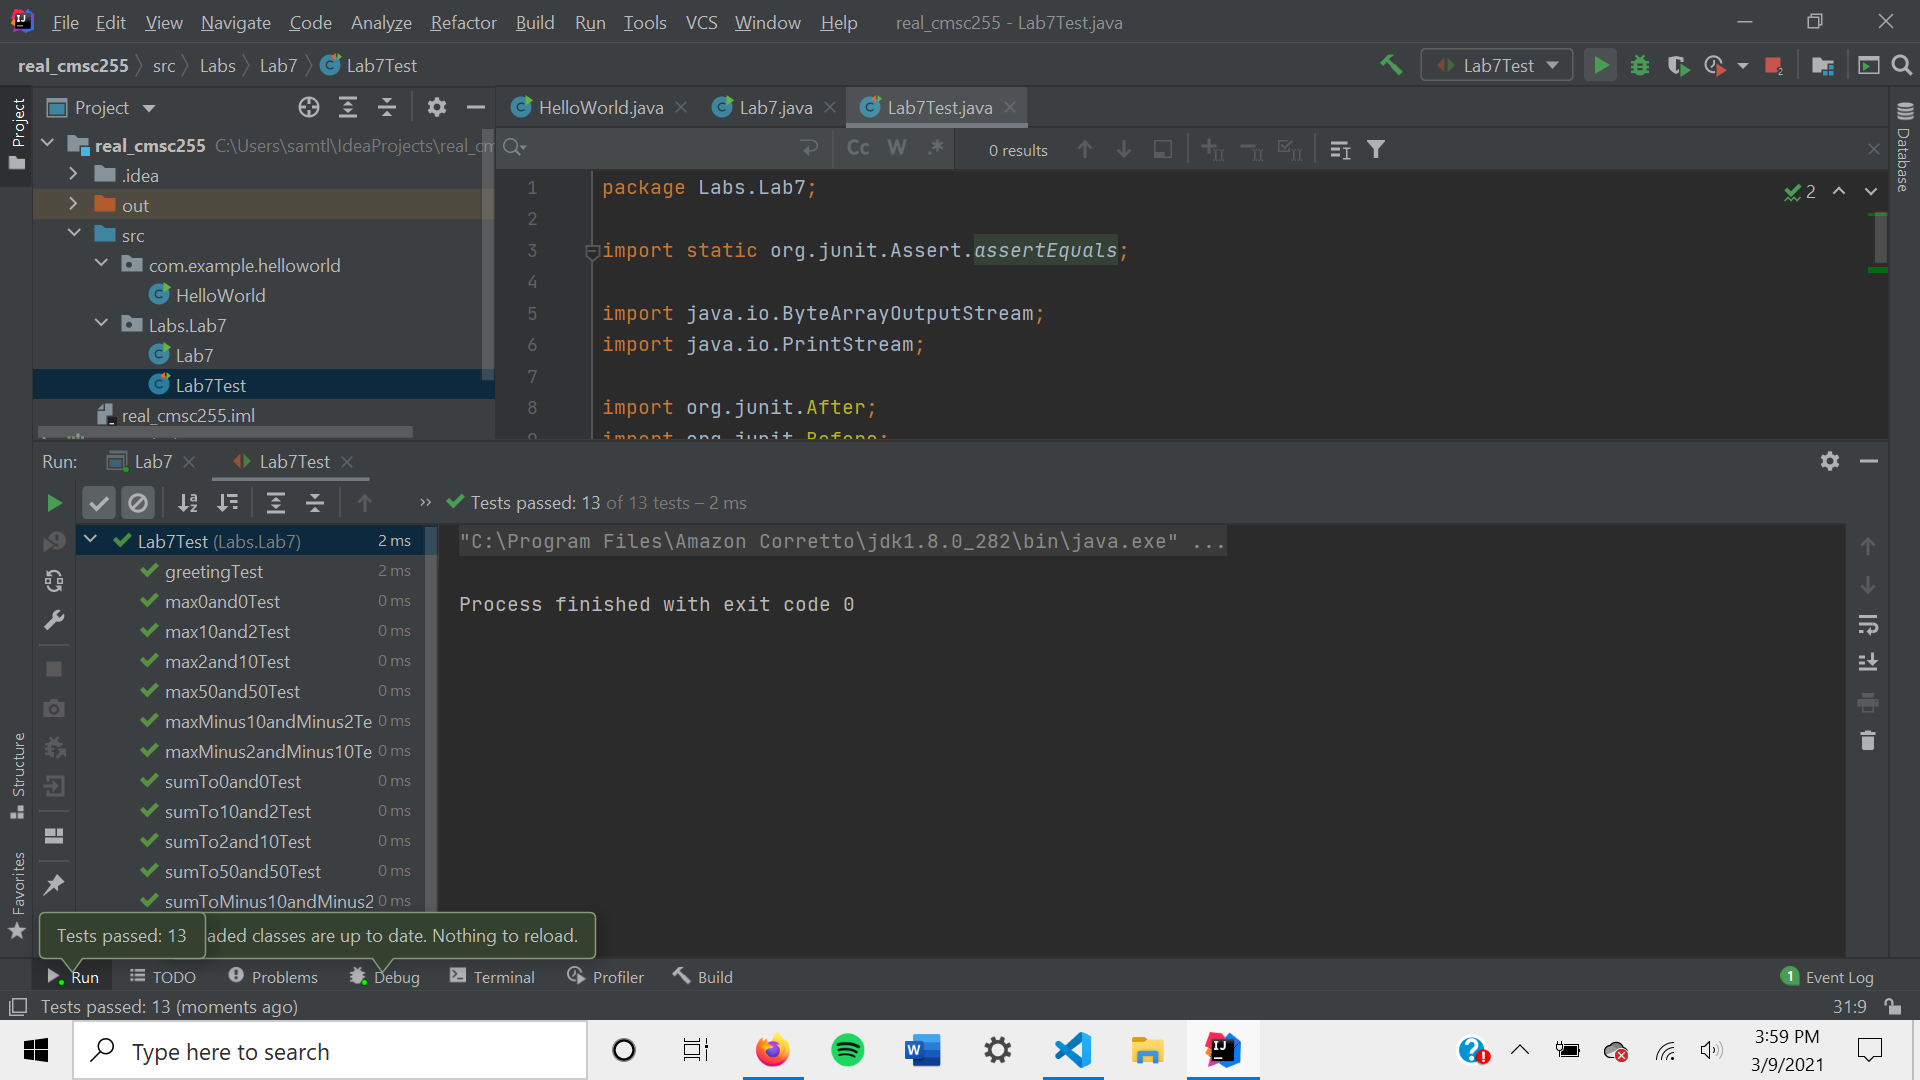 File Edit View Navigate Code Analyze Refactor Build Run Tools VCS Window Help real_cmsc255 - Lab7Test.java
real_cmsc255 src Labs Lab7 Lab7Test
Lab7Test
Project
Project
HelloWorld.java Lab7.java Lab7Test.java
real_cmsc255 C:\Users\samtl\IdeaProjects\real_cm
Cc W .* 0 results
.idea
out
src
com.example.helloworld
HelloWorld
Labs.Lab7
Lab7
Lab7Test
real_cmsc255.iml
1 package Labs.Lab7;
2
3 import static org.junit.Assert.assertEquals;
4
5 import java.io.ByteArrayOutputStream;
6 import java.io.PrintStream;
7
8 import org.junit.After;
9 import org.junit.Before;
2
Database
Run: Lab7 Lab7Test
Tests passed: 13 of 13 tests – 2 ms
Lab7Test (Labs.Lab7) 2 ms
greetingTest 2 ms
max0and0Test 0 ms
max10and2Test 0 ms
max2and10Test 0 ms
max50and50Test 0 ms
maxMinus10andMinus2Te 0 ms
maxMinus2andMinus10Te 0 ms
sumTo0and0Test 0 ms
sumTo10and2Test 0 ms
sumTo2and10Test 0 ms
sumTo50and50Test 0 ms
sumToMinus10andMinus2 0 ms
"C:\Program Files\Amazon Corretto\jdk1.8.0_282\bin\java.exe" ...
Process finished with exit code 0
Structure
Favorites
Tests passed: 13 aded classes are up to date. Nothing to reload.
Run TODO Problems Debug Terminal Profiler Build
1 Event Log
Tests passed: 13 (moments ago)
31:9
Type here to search
3:59 PM
3/9/2021